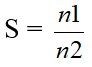 S = n1/n2